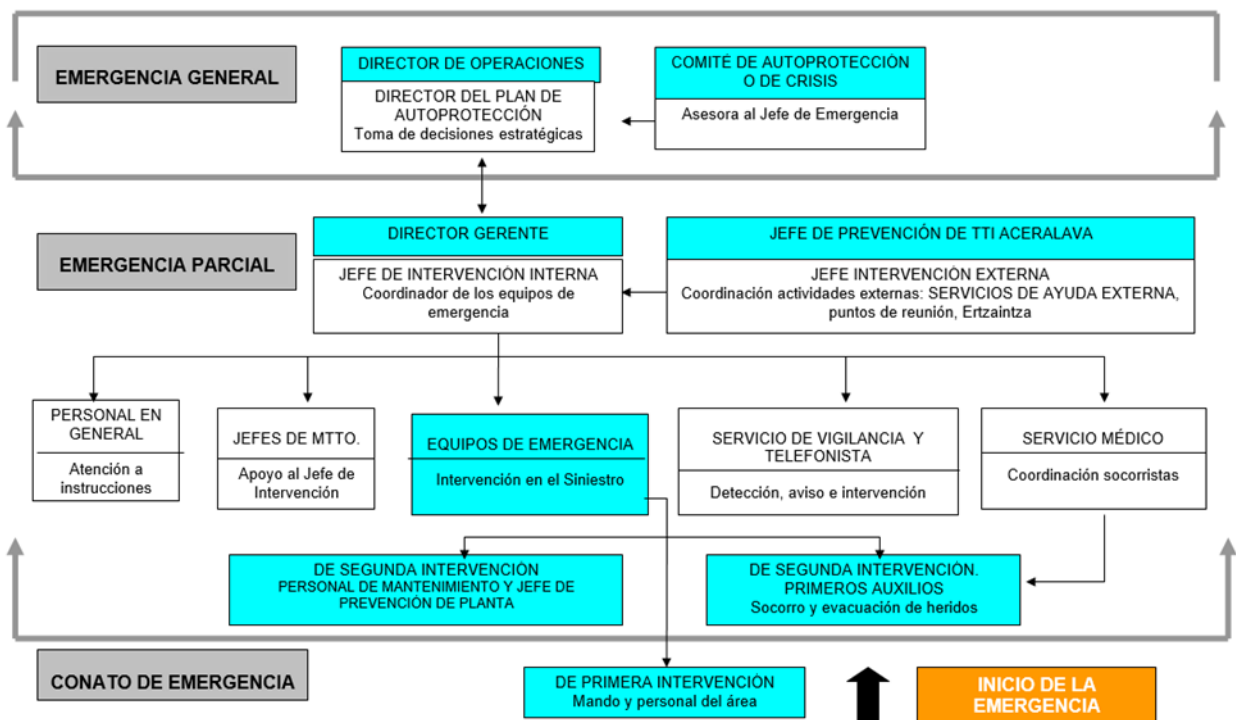 EMERGENCIA GENERAL
DIRECTOR DE OPERACIONES
DIRECTOR DEL PLAN DE
AUTOPROTECCIÓN
Toma de decisiones estratégicas
COMITÉ DE AUTOPROTECCIÓN
O DE CRISIS
Asesora al Jefe de Emergencia
EMERGENCIA PARCIAL
DIRECTOR GERENTE
JEFE DE INTERVENCIÓN INTERNA
Coordinador de los equipos de
emergencia
JEFE DE PREVENCIÓN DE TTI ACERALAVA
JEFE INTERVENCIÓN EXTERNA
Coordinación actividades externas: SERVICIOS DE AYUDA EXTERNA,
puntos de reunión, Ertzaintza
PERSONAL EN
GENERAL
Atención a
instrucciones
JEFES DE MTTO.
Apoyo al Jefe de
Intervención
EQUIPOS DE EMERGENCIA
Intervención en el Siniestro
SERVICIO DE VIGILANCIA Y
TELEFONISTA
Detección, aviso e intervención
SERVICIO MÉDICO
Coordinación socorristas
DE SEGUNDA INTERVENCIÓN
PERSONAL DE MANTENIMIENTO Y JEFE DE
PREVENCIÓN DE PLANTA
DE SEGUNDA INTERVENCIÓN.
PRIMEROS AUXILIOS
Socorro y evacuación de heridos
CONATO DE EMERGENCIA
DE PRIMERA INTERVENCIÓN
Mando y personal del área
INICIO DE LA
EMERGENCIA